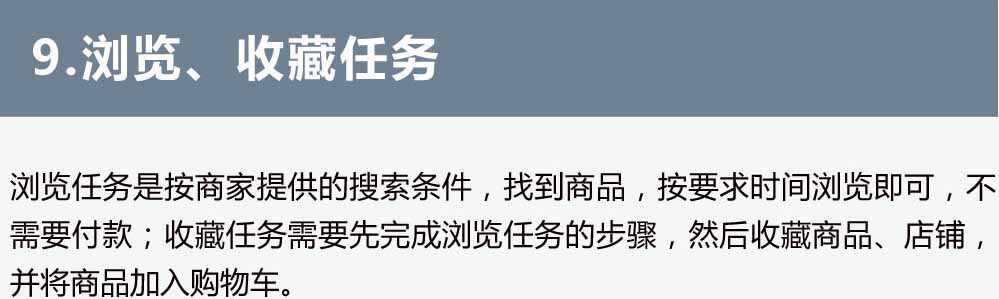 9.浏览、收藏任务
浏览任务是按商家提供的搜索条件，找到商品，按要求时间浏览即可，不
需要付款；收藏任务需要先完成浏览任务的步骤，然后收藏商品、店铺，
并将商品加入购物车。